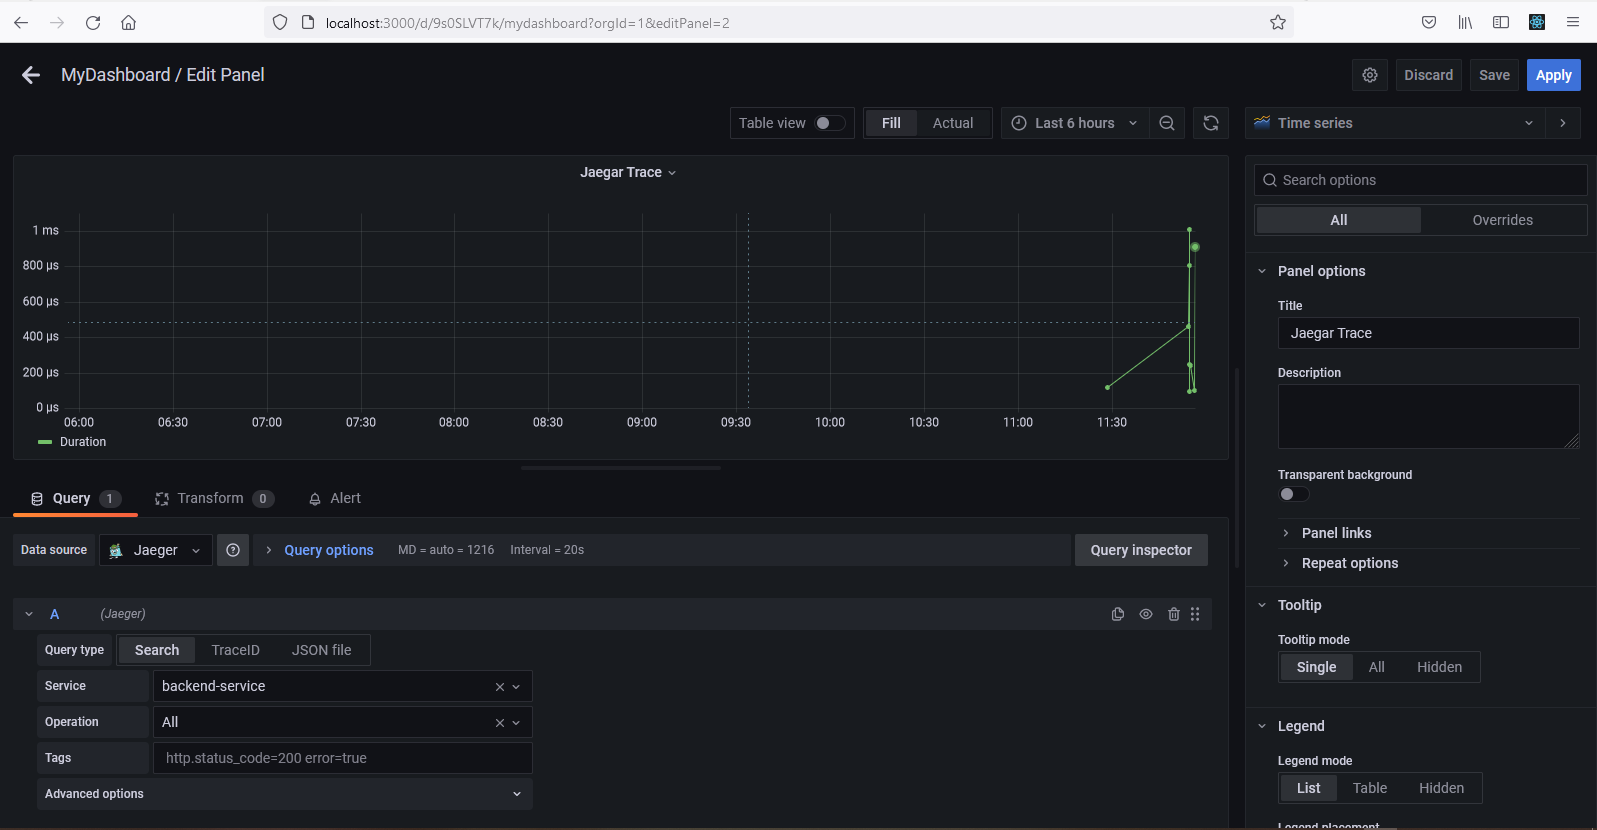 localhost:3000/d/9s0SLVT7k/mydashboard?orgId=1&editPanel=2
MyDashboard / Edit Panel
Discard
Save
Apply
Table view
Fill
Actual
Last 6 hours
Time series
Jaegar Trace
1 ms
800 µs
600 µs
400 µs
200 µs
0 µs
06:00 06:30 07:00 07:30 08:00 08:30 09:00 09:30 10:00 10:30 11:00 11:30
Duration
Search options
All
Overrides
Panel options
Title
Jaegar Trace
Description
Transparent background
Panel links
Repeat options
Tooltip
Tooltip mode
Single All Hidden
Legend
Legend mode
List Table Hidden
Legend placement
Query 1
Transform 0
Alert
Data source
Jaeger
Query options
MD = auto = 1216
Interval = 20s
Query inspector
A (Jaeger)
Query type
Search TraceID JSON file
Service
backend-service
Operation
All
Tags
http.status_code=200 error=true
Advanced options